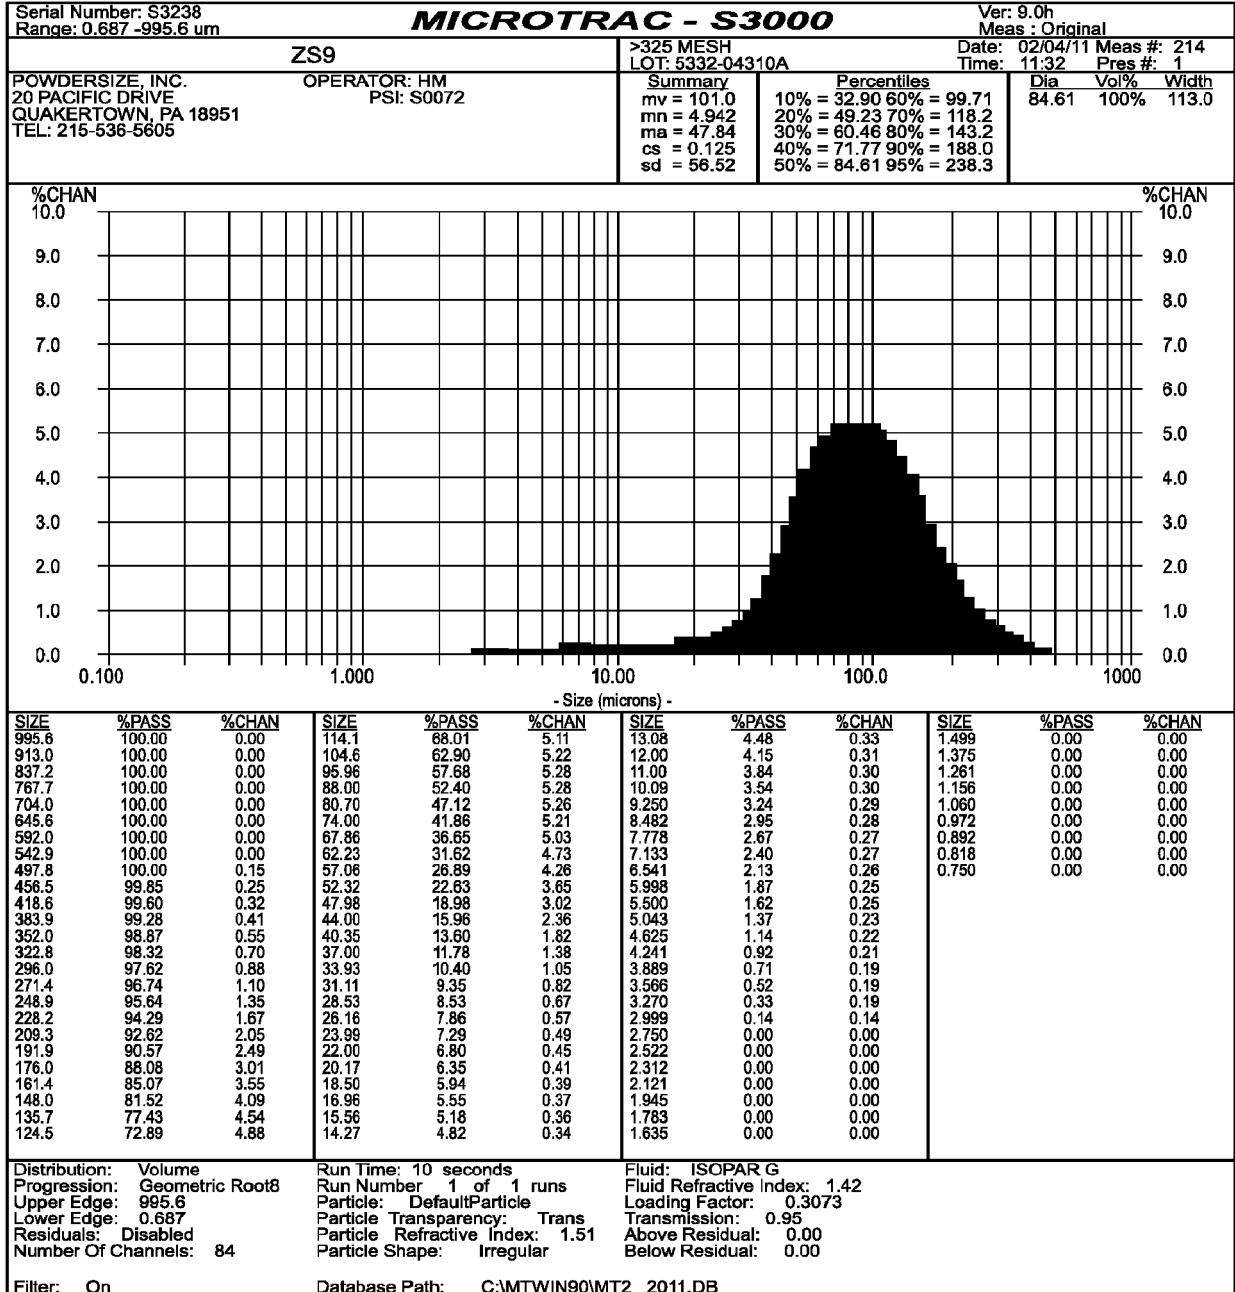 Serial Number: S3238
Range: 0.687 -995.6 um
MICROTRAC - S3000
Ver: 9.0h
Meas : Original
ZS9
>325 MESH
LOT: 5332-04310A
Date: 02/04/11 Meas #: 214
Time: 11:32 Pres #: 1
POWDERSIZE, INC. OPERATOR: HM
20 PACIFIC DRIVE PSI: S0072
QUAKERTOWN, PA 18951
TEL: 215-536-5605
Summary
mv = 101.0
mn = 4.942
ma = 47.84
cs = 0.125
sd = 56.52
Percentiles
10% = 32.90 60% = 99.71
20% = 49.23 70% = 118.2
30% = 60.46 80% = 143.2
40% = 71.77 90% = 188.0
50% = 84.61 95% = 238.3
Dia Vol% Width
84.61 100% 113.0
%CHAN %CHAN
10.0 10.0
9.0 9.0
8.0 8.0
7.0 7.0
6.0 6.0
5.0 5.0
4.0 4.0
3.0 3.0
2.0 2.0
1.0 1.0
0.0 0.0
0.100 1.000 10.00 100.0 1000
- Size (microns) -
SIZE %PASS %CHAN SIZE %PASS %CHAN SIZE %PASS %CHAN SIZE %PASS %CHAN
995.6 100.00 0.00 114.1 68.01 5.11 13.08 4.48 0.33 1.499 0.00 0.00
913.0 100.00 0.00 104.6 62.90 5.22 12.00 4.15 0.31 1.375 0.00 0.00
837.2 100.00 0.00 95.96 57.68 5.28 11.00 3.84 0.30 1.261 0.00 0.00
767.7 100.00 0.00 88.00 52.40 5.28 10.09 3.54 0.30 1.156 0.00 0.00
704.0 100.00 0.00 80.70 47.12 5.26 9.250 3.24 0.29 1.060 0.00 0.00
645.6 100.00 0.00 74.00 41.86 5.21 8.482 2.95 0.28 0.972 0.00 0.00
592.0 100.00 0.00 67.86 36.65 5.03 7.778 2.67 0.27 0.892 0.00 0.00
542.9 100.00 0.00 62.23 31.62 4.73 7.133 2.40 0.27 0.818 0.00 0.00
497.8 100.00 0.15 57.06 26.89 4.26 6.541 2.13 0.26 0.750 0.00 0.00
456.5 99.85 0.25 52.32 22.63 3.65 5.998 1.87 0.25
418.6 99.60 0.32 47.98 18.98 3.02 5.500 1.62 0.25
383.9 99.28 0.41 44.00 15.96 2.36 5.043 1.37 0.23
352.0 98.87 0.55 40.35 13.60 1.82 4.625 1.14 0.22
322.8 98.32 0.70 37.00 11.78 1.38 4.241 0.92 0.21
296.0 97.62 0.88 33.93 10.40 1.05 3.889 0.71 0.19
271.4 96.74 1.10 31.11 9.35 0.82 3.566 0.52 0.19
248.9 95.64 1.35 28.53 8.53 0.67 3.270 0.33 0.19
228.2 94.29 1.67 26.16 7.86 0.57 2.999 0.14 0.14
209.3 92.62 2.05 23.99 7.29 0.49 2.750 0.00 0.00
191.9 90.57 2.49 22.00 6.80 0.45 2.522 0.00 0.00
176.0 88.08 3.01 20.17 6.35 0.41 2.312 0.00 0.00
161.4 85.07 3.55 18.50 5.94 0.39 2.121 0.00 0.00
148.0 81.52 4.09 16.96 5.55 0.37 1.945 0.00 0.00
135.7 77.43 4.54 15.56 5.18 0.36 1.783 0.00 0.00
124.5 72.89 4.88 14.27 4.82 0.34 1.635 0.00 0.00
Distribution: Volume Run Time: 10 seconds Fluid: ISOPAR G
Progression: Geometric Root8 Run Number 1 of 1 runs Fluid Refractive Index: 1.42
Upper Edge: 995.6 Particle: DefaultParticle Loading Factor: 0.3073
Lower Edge: 0.687 Particle Transparency: Trans Transmission: 0.95
Residuals: Disabled Particle Refractive Index: 1.51 Above Residual: 0.00
Number Of Channels: 84 Particle Shape: Irregular Below Residual: 0.00
Filter: On Database Path: C:\MTWIN90\MT2_2011.DB